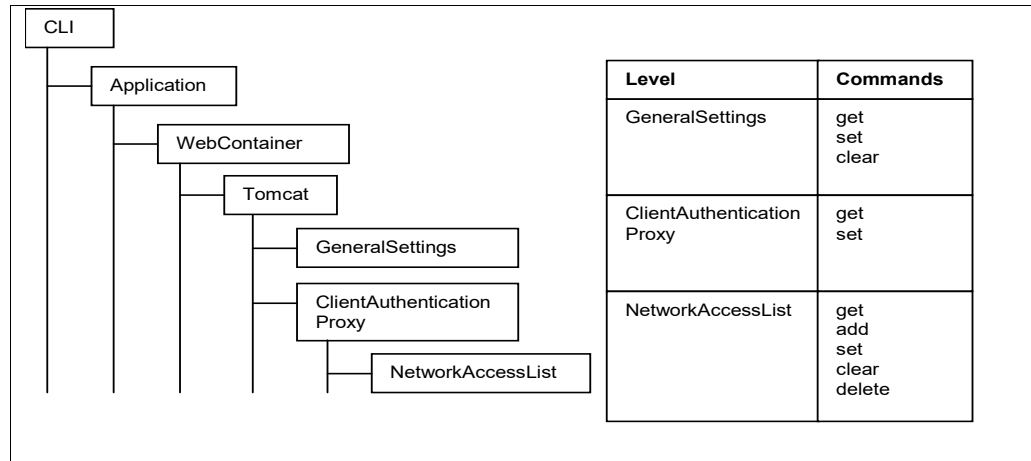 CLI
Application
WebContainer
Tomcat
GeneralSettings
ClientAuthentication
Proxy
NetworkAccessList
Level Commands
GeneralSettings get
set
clear
ClientAuthentication get
Proxy set
NetworkAccessList get
add
set
clear
delete